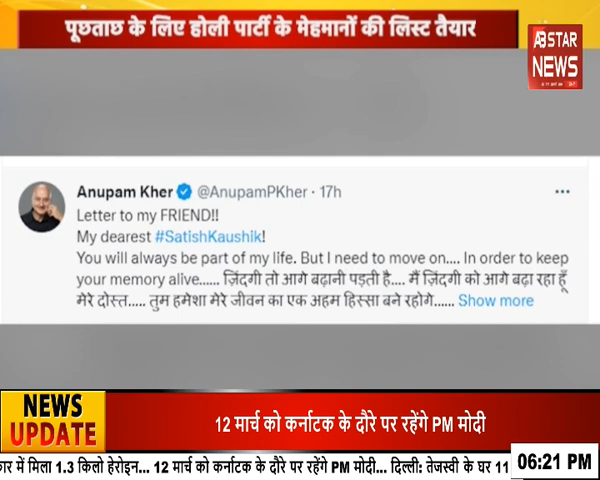 पूछताछ के लिए होली पार्टी के मेहमानों की लिस्ट तैयार
AB STAR
NEWS
Anupam Kher @AnupamPKher · 17h
Letter to my FRIEND!!
My dearest #SatishKaushik!
You will always be part of my life. But I need to move on.... In order to keep
your memory alive...... ज़िंदगी तो आगे बढ़ानी पड़ती है.... मैं ज़िंदगी को आगे बढ़ा रहा हूँ
मेरे दोस्त..... तुम हमेशा मेरे जीवन का एक अहम हिस्सा बने रहोगे...... Show more
NEWS
UPDATE
12 मार्च को कर्नाटक के दौरे पर रहेंगे PM मोदी
कार में मिला 1.3 किलो हेरोइन... 12 मार्च को कर्नाटक के दौरे पर रहेंगे PM मोदी... दिल्ली: तेजस्वी के घर 11
06:21 PM